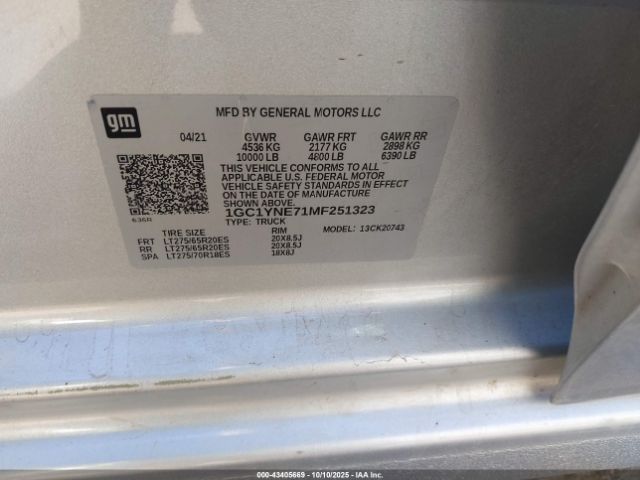 gm
MFD BY GENERAL MOTORS LLC
04/21 GVWR GAWR FRT GAWR RR
4536 KG 2177 KG 2898 KG
10000 LB 4800 LB 6390 LB
THIS VEHICLE CONFORMS TO ALL
APPLICABLE U.S. FEDERAL MOTOR
VEHICLE SAFETY STANDARDS IN EFFECT
ON THE DATE OF MANUFACTURE
SHOWN ABOVE.
636R
1GC1YNE71MF251323
TYPE: TRUCK
TIRE SIZE RIM MODEL: 13CK20743
FRT LT275/65R20ES 20X8.5J
RR LT275/65R20ES 20X8.5J
SPA LT275/70R18ES 18X8J
000-43405669 - 10/10/2025 - IAA Inc.